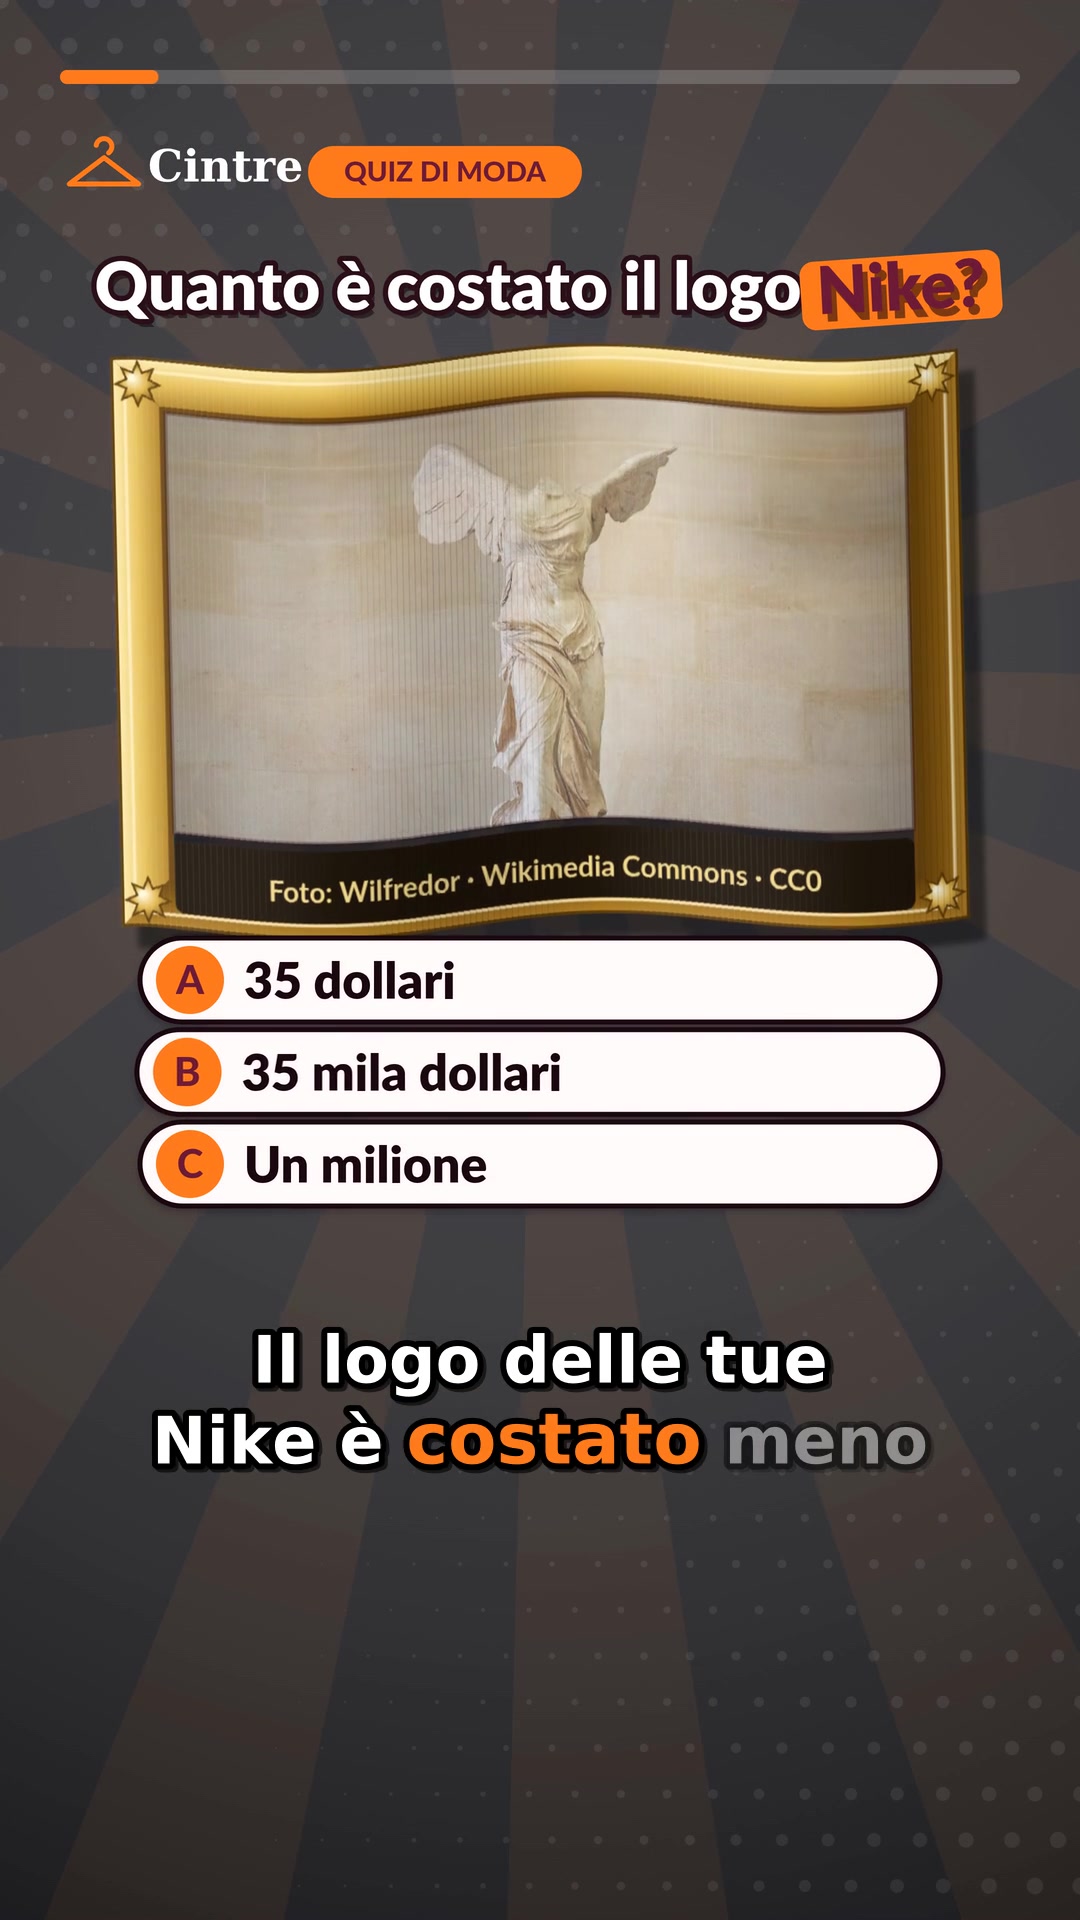 Cintre
QUIZ DI MODA
Quanto è costato il logo Nike?
Foto: Wilfredor · Wikimedia Commons · CC0
A 35 dollari
B 35 mila dollari
C Un milione
Il logo delle tue
Nike è costato meno